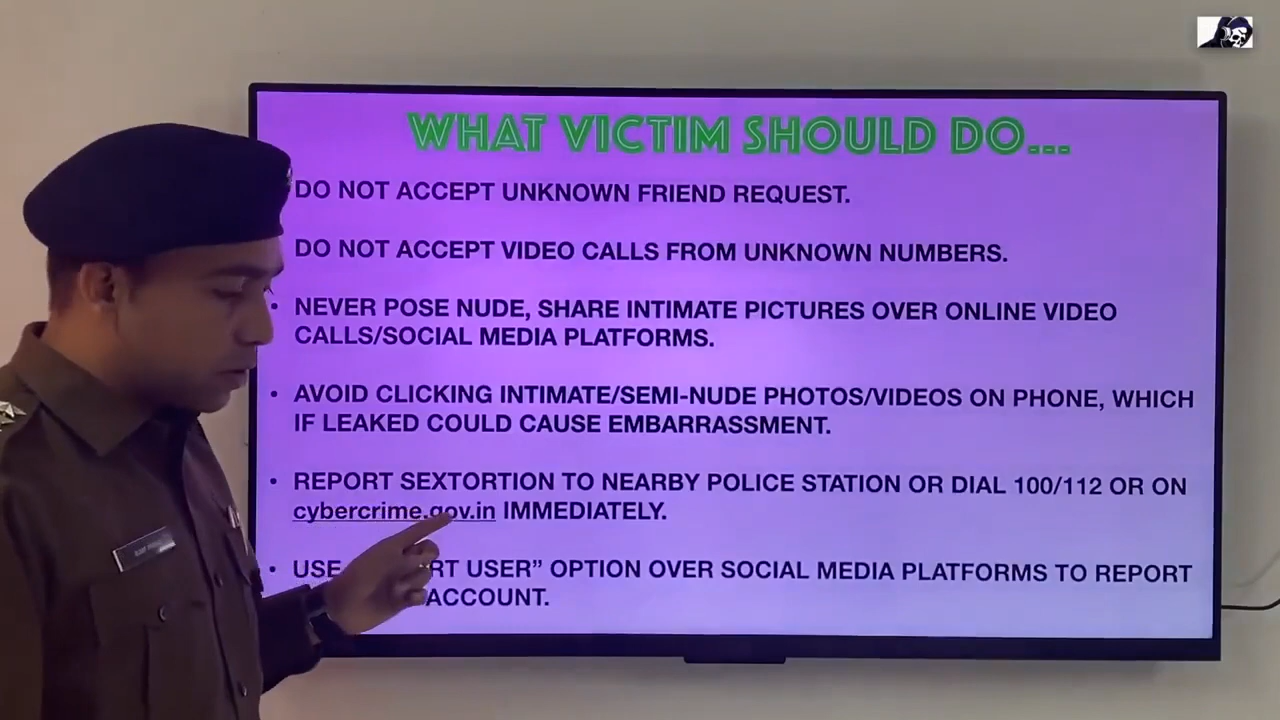 WHAT VICTIM SHOULD DO...
DO NOT ACCEPT UNKNOWN FRIEND REQUEST.
DO NOT ACCEPT VIDEO CALLS FROM UNKNOWN NUMBERS.
• NEVER POSE NUDE, SHARE INTIMATE PICTURES OVER ONLINE VIDEO
CALLS/SOCIAL MEDIA PLATFORMS.
• AVOID CLICKING INTIMATE/SEMI-NUDE PHOTOS/VIDEOS ON PHONE, WHICH
IF LEAKED COULD CAUSE EMBARRASSMENT.
• REPORT SEXTORTION TO NEARBY POLICE STATION OR DIAL 100/112 OR ON
cybercrime.gov.in IMMEDIATELY.
• USE RT USER” OPTION OVER SOCIAL MEDIA PLATFORMS TO REPORT
ACCOUNT.